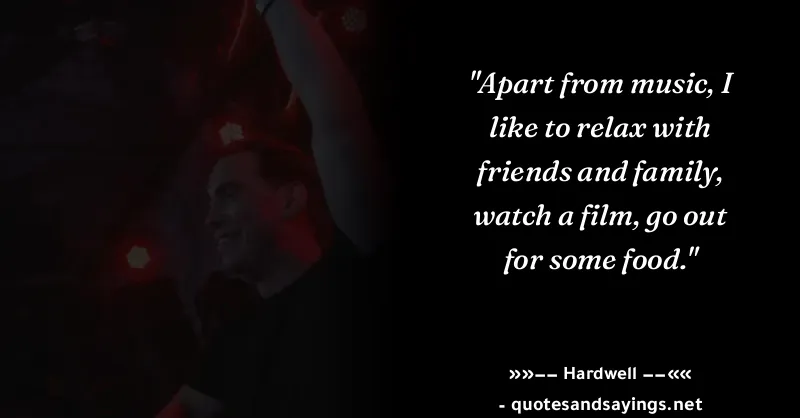 "Apart from music, I
like to relax with
friends and family,
watch a film, go out
for some food."
»»–– Hardwell ––««
- quotesandsayings.net